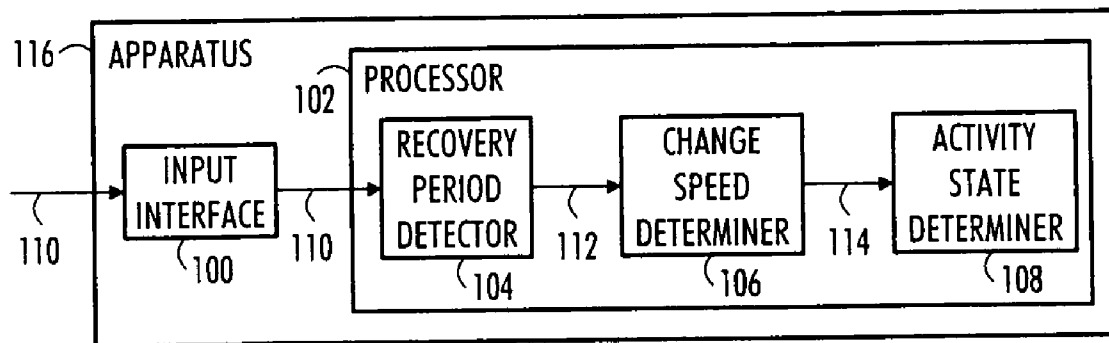 116
APPARATUS
102
PROCESSOR
INPUT
INTERFACE
RECOVERY
PERIOD
DETECTOR
CHANGE
SPEED
DETERMINER
ACTIVITY
STATE
DETERMINER
110
100
110
104
112
106
114
108